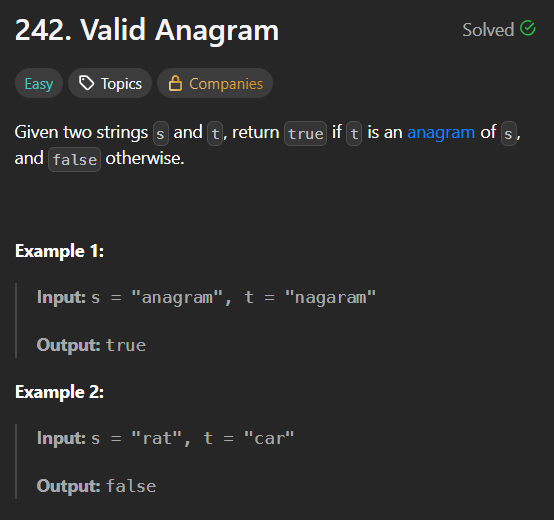 242. Valid Anagram
Solved
Easy
Topics
Companies
Given two strings s and t, return true if t is an anagram of s,
and false otherwise.
Example 1:
Input: s = "anagram", t = "nagaram"
Output: true
Example 2:
Input: s = "rat", t = "car"
Output: false